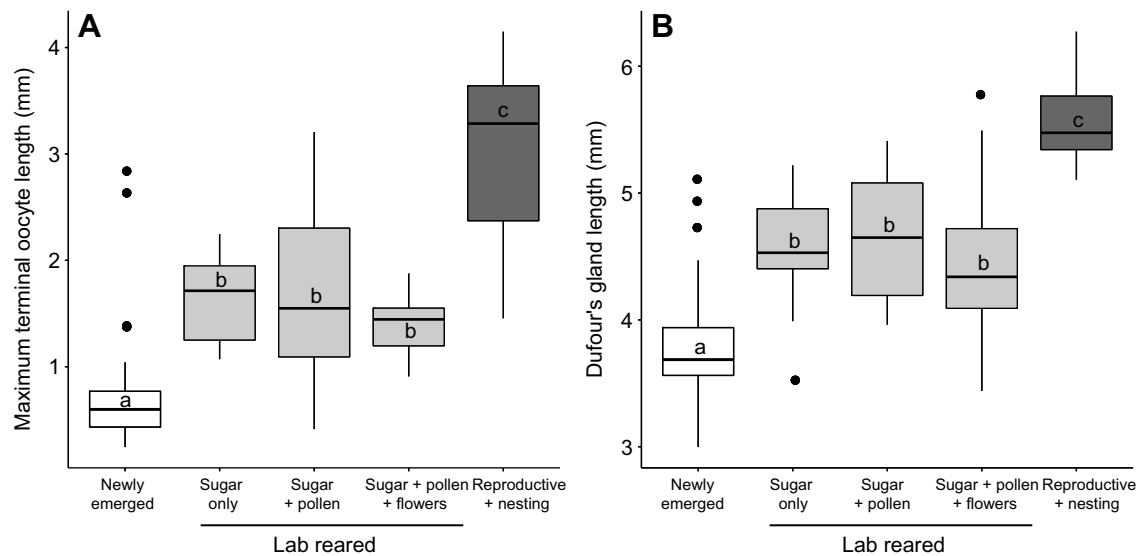 A
Maximum terminal oocyte length (mm)
4
3
2
1
a
b
b
b
c
Newly
emerged
Sugar
only
Sugar
+ pollen
Sugar + pollen
+ flowers
Reproductive
+ nesting
Lab reared
B
Dufour's gland length (mm)
6
5
4
3
a
b
b
b
c
Newly
emerged
Sugar
only
Sugar
+ pollen
Sugar + pollen
+ flowers
Reproductive
+ nesting
Lab reared